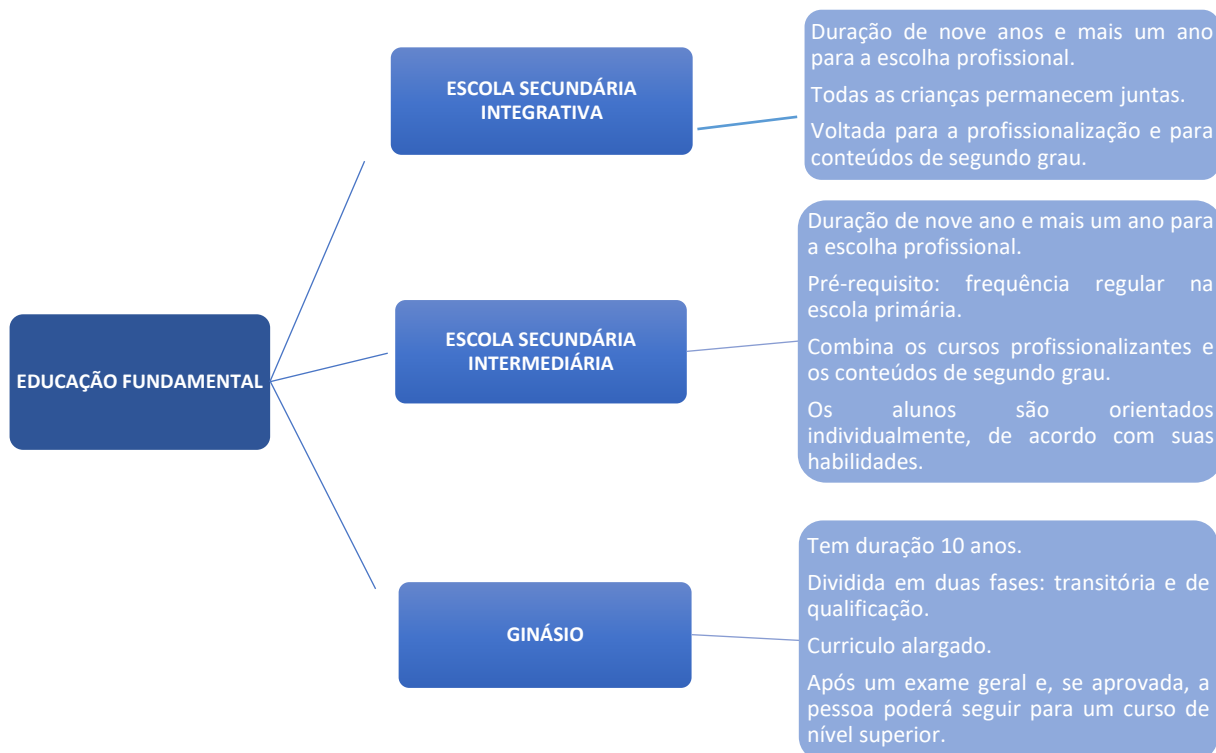 EDUCAÇÃO FUNDAMENTAL
ESCOLA SECUNDÁRIA
INTEGRATIVA
Duração de nove anos e mais um ano
para a escolha profissional.
Todas as crianças permanecem juntas.
Voltada para a profissionalização e para
conteúdos de segundo grau.
ESCOLA SECUNDÁRIA
INTERMEDIÁRIA
Duração de nove ano e mais um ano para
a escolha profissional.
Pré-requisito: frequência regular na
escola primária.
Combina os cursos profissionalizantes e
os conteúdos de segundo grau.
Os alunos são orientados
individualmente, de acordo com suas
habilidades.
GINÁSIO
Tem duração 10 anos.
Dividida em duas fases: transitória e de
qualificação.
Curriculo alargado.
Após um exame geral e, se aprovada, a
pessoa poderá seguir para um curso de
nível superior.